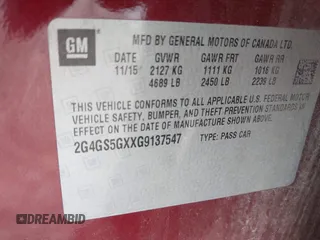 GM
MFD BY GENERAL MOTORS OF CANADA LTD.
DATE GVWR GAWR FRT GAWR RR
11/15 2127 KG 1111 KG 1016 KG
4689 LB 2450 LB 2239 LB
THIS VEHICLE CONFORMS TO ALL APPLICABLE U.S. FEDERAL MOTOR
VEHICLE SAFETY, BUMPER, AND THEFT PREVENTION STANDARDS IN
EFFECT ON THE DATE OF MANUFACTURE SHOWN ABOVE.
2G4GS5GXXG9137547 TYPE: PASS CAR
DREAMBID